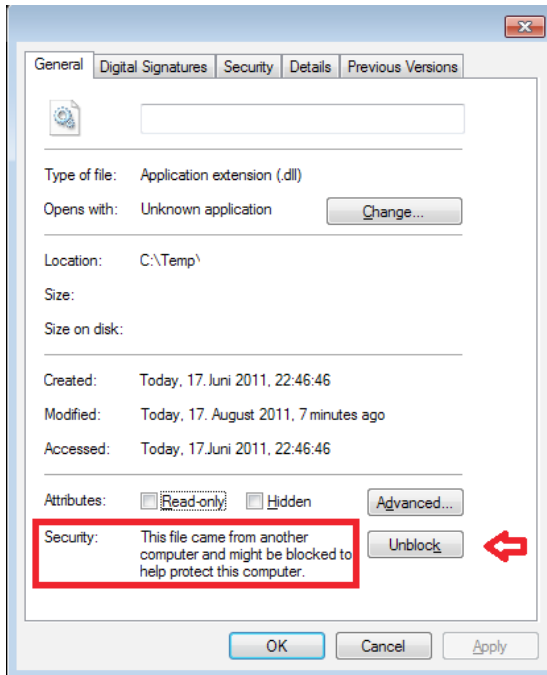 General Digital Signatures Security Details Previous Versions
Type of file: Application extension (.dll)
Opens with: Unknown application Change...
Location: C:\Temp\
Size:
Size on disk:
Created: Today, 17.Juni 2011, 22:46:46
Modified: Today, 17. August 2011, 7 minutes ago
Accessed: Today, 17.Juni 2011, 22:46:46
Attributes: Read-only Hidden Advanced...
Security: This file came from another
computer and might be blocked to
help protect this computer.
Unblock
OK Cancel Apply